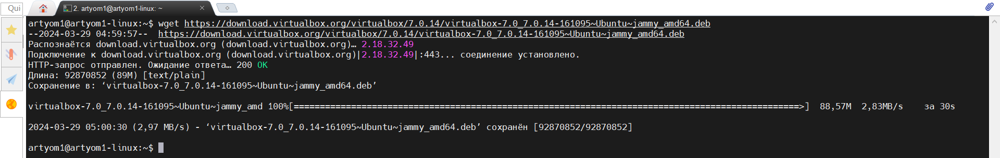 Qui
2. artyom1@artyom1-linux: ~
artyom1@artyom1-linux:~$ wget https://download.virtualbox.org/virtualbox/7.0.14/virtualbox-7.0_7.0.14-161095~Ubuntu~jammy_amd64.deb
--2024-03-29 04:59:57-- https://download.virtualbox.org/virtualbox/7.0.14/virtualbox-7.0_7.0.14-161095~Ubuntu~jammy_amd64.deb
Распознаётся download.virtualbox.org (download.virtualbox.org)… 2.18.32.49
Подключение к download.virtualbox.org (download.virtualbox.org)|2.18.32.49|:443... соединение установлено.
HTTP-запрос отправлен. Ожидание ответа… 200 OK
Длина: 92870852 (89M) [text/plain]
Сохранение в: ‘virtualbox-7.0_7.0.14-161095~Ubuntu~jammy_amd64.deb’
virtualbox-7.0_7.0.14-161095~Ubuntu~jammy_amd 100%[=================================================================================================>] 88,57M 2,83MB/s за 30s
2024-03-29 05:00:30 (2,97 MB/s) - ‘virtualbox-7.0_7.0.14-161095~Ubuntu~jammy_amd64.deb’ сохранён [92870852/92870852]
artyom1@artyom1-linux:~$